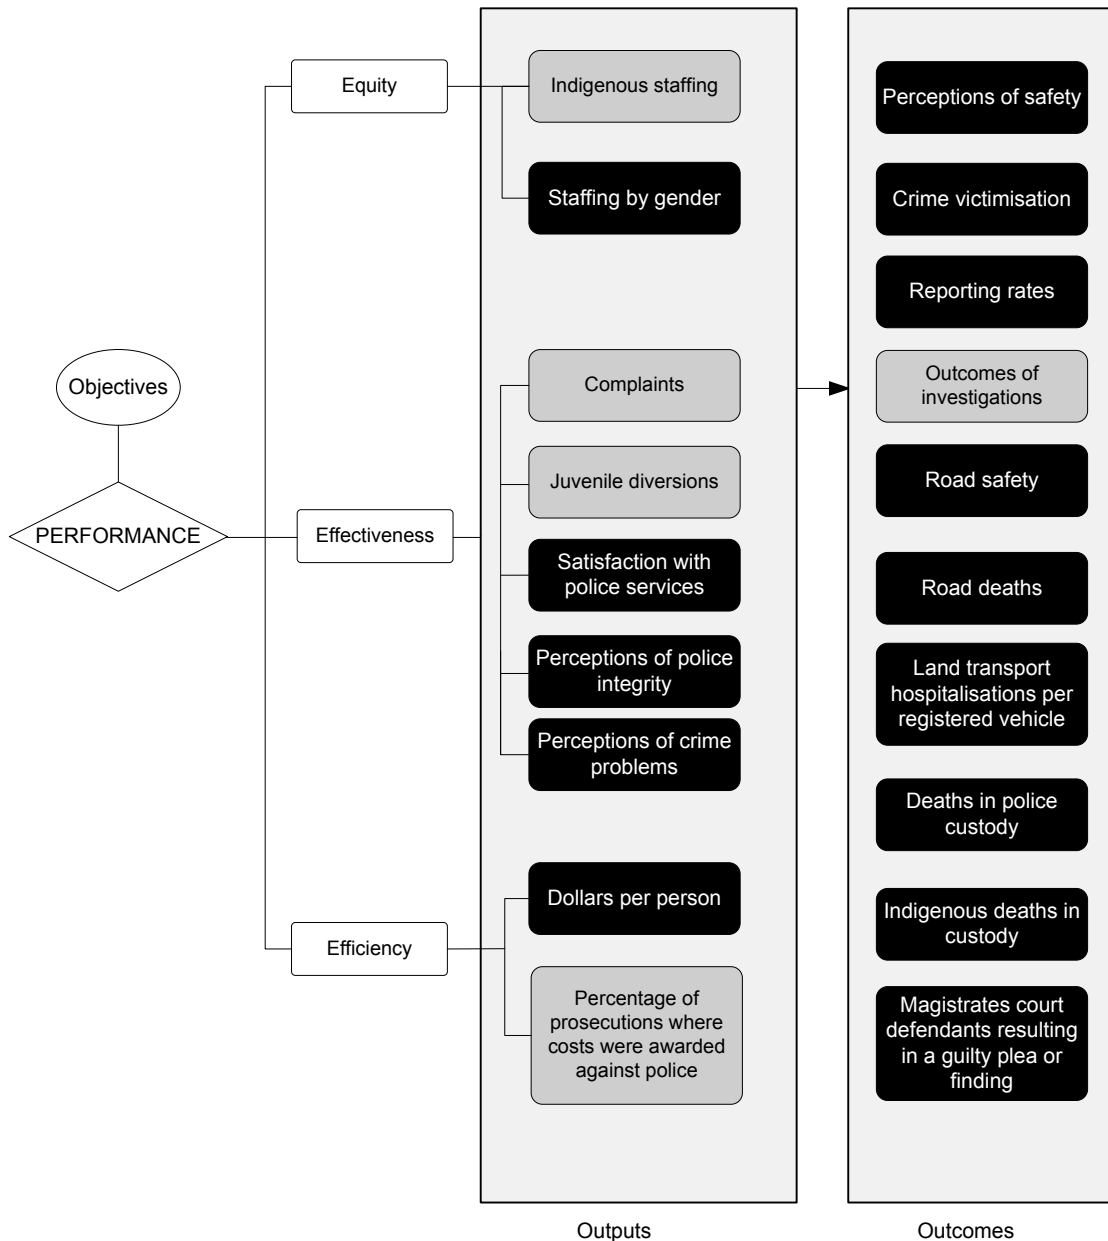 Objectives
PERFORMANCE
Equity
Effectiveness
Efficiency
Indigenous staffing
Staffing by gender
Complaints
Juvenile diversions
Satisfaction with
police services
Perceptions of police
integrity
Perceptions of crime
problems
Dollars per person
Percentage of
prosecutions where
costs were awarded
against police
Outputs
Perceptions of safety
Crime victimisation
Reporting rates
Outcomes of
investigations
Road safety
Road deaths
Land transport
hospitalisations per
registered vehicle
Deaths in police
custody
Indigenous deaths in
custody
Magistrates court
defendants resulting
in a guilty plea or
finding
Outcomes